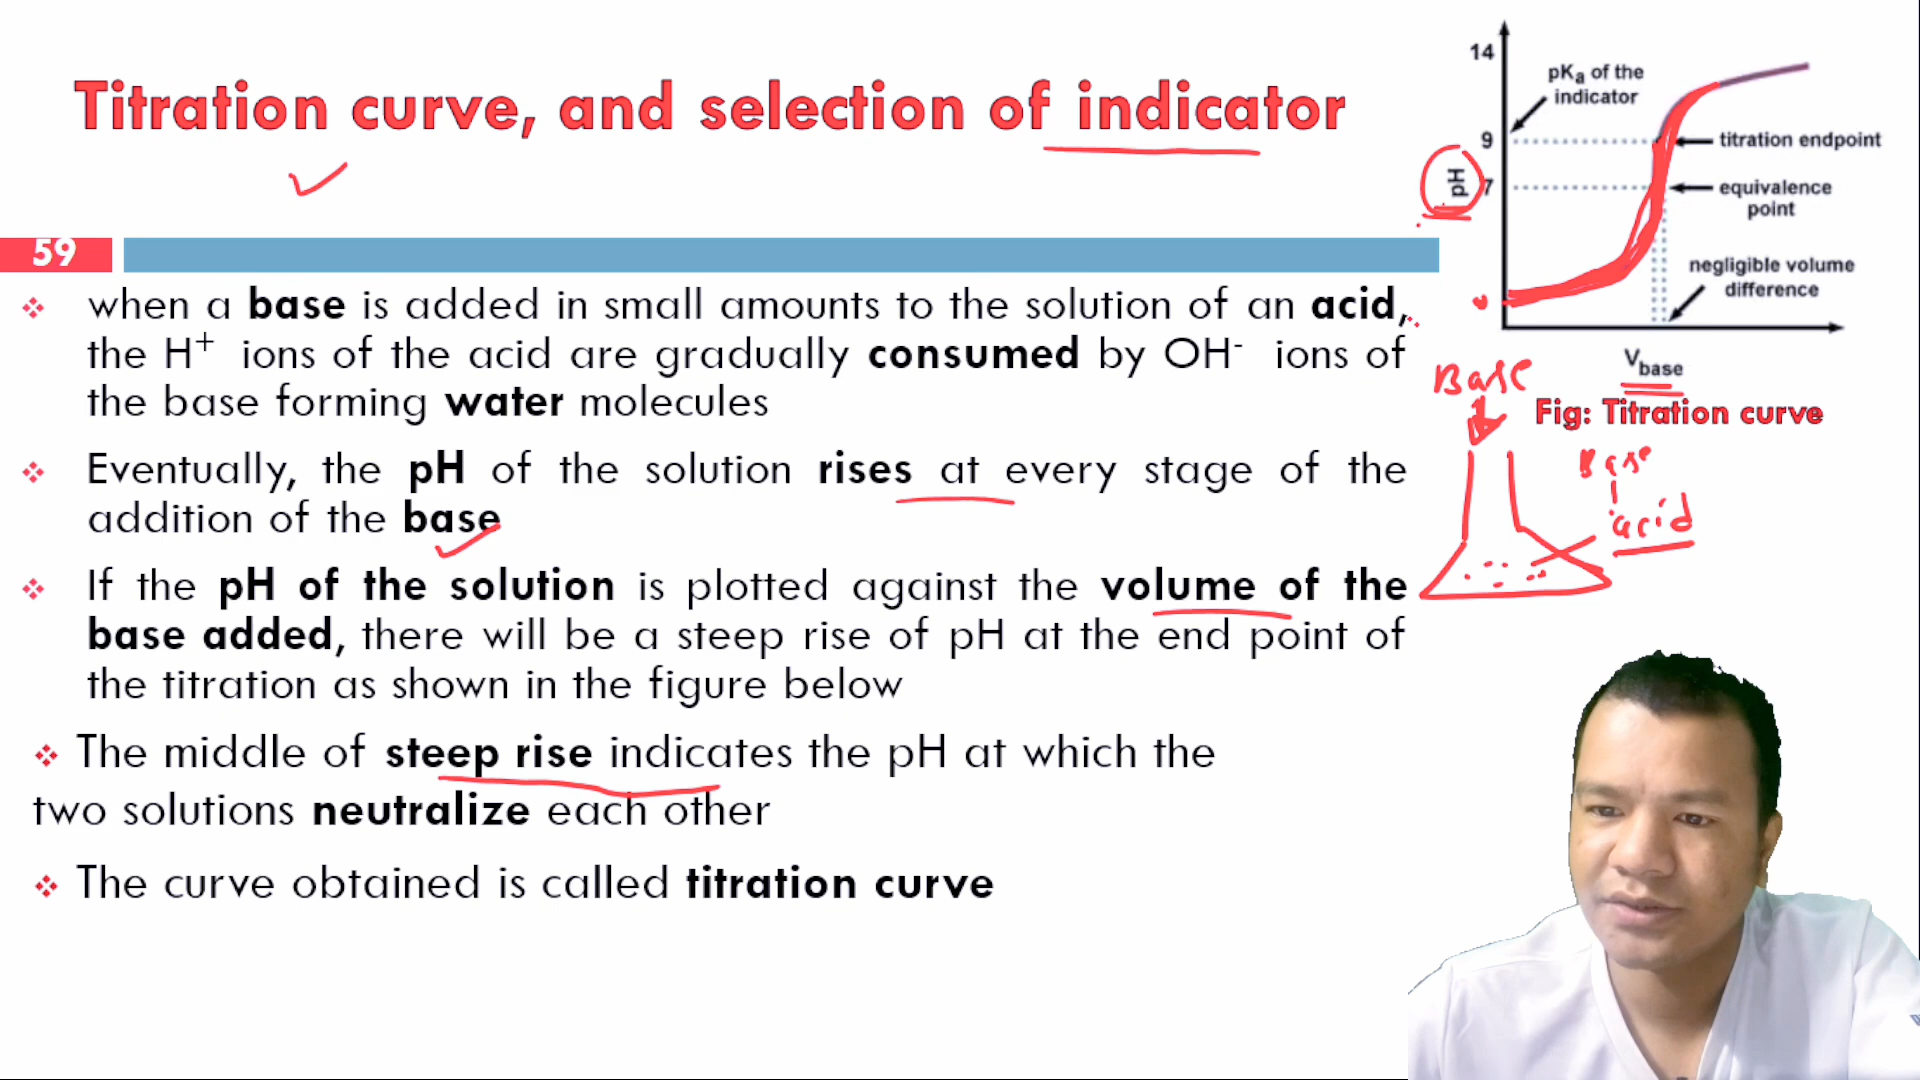 Titration curve, and selection of indicator
59
when a base is added in small amounts to the solution of an acid,
the H+ ions of the acid are gradually consumed by OH- ions of
the base forming water molecules
Eventually, the pH of the solution rises at every stage of the
addition of the base
If the pH of the solution is plotted against the volume of the
base added, there will be a steep rise of pH at the end point of
the titration as shown in the figure below
The middle of steep rise indicates the pH at which the
two solutions neutralize each other
The curve obtained is called titration curve
14
pKa of the
indicator
9
titration endpoint
pH
7
equivalence
point
negligible volume
difference
Vbase
Fig: Titration curve
Base
Base
acid